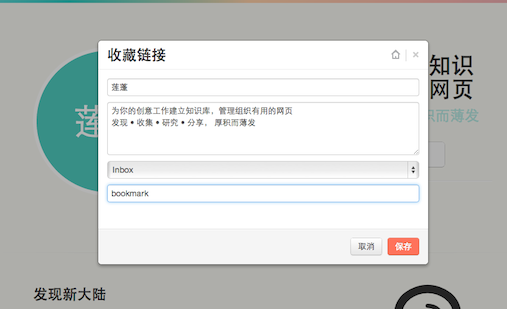 收藏链接
×
莲蓬
为你的创意工作建立知识库，管理组织有用的网页
发现 • 收集 • 研究 • 分享， 厚积而薄发
Inbox
bookmark
取消
保存
莲
知识
网页
积而薄发
发现新大陆